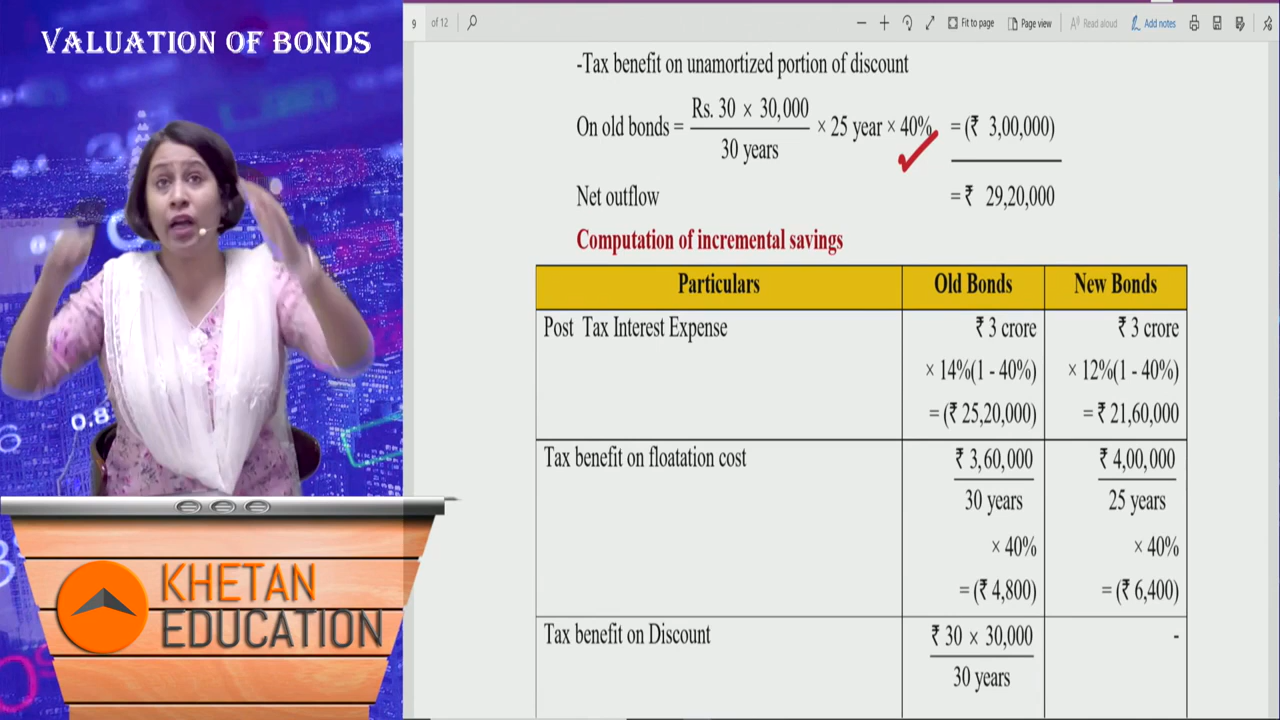 VALUATION OF BONDS
9 of 12
Fit to page
Page view
Read aloud
Add notes
-Tax benefit on unamortized portion of discount
On old bonds = Rs. 30 × 30,000 / 30 years × 25 year × 40% = (₹ 3,00,000)
Net outflow = ₹ 29,20,000
Computation of incremental savings
Particulars Old Bonds New Bonds
Post Tax Interest Expense ₹ 3 crore ₹ 3 crore
× 14%(1 - 40%) × 12%(1 - 40%)
= (₹ 25,20,000) = ₹ 21,60,000
Tax benefit on floatation cost ₹ 3,60,000 ₹ 4,00,000
30 years 25 years
× 40% × 40%
= (₹ 4,800) = (₹ 6,400)
Tax benefit on Discount ₹ 30 × 30,000 -
30 years
KHETAN
EDUCATION